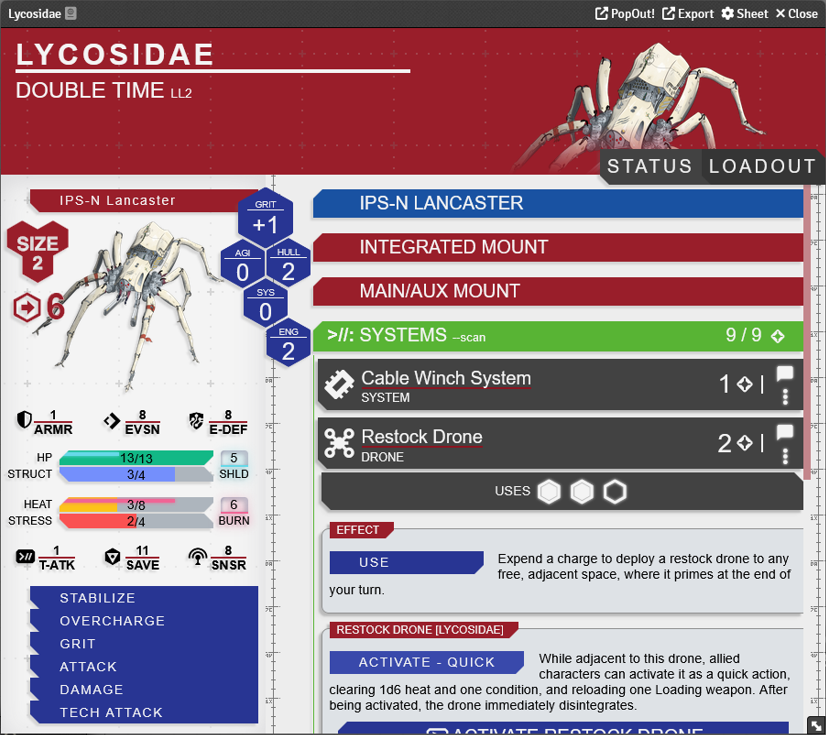 Lycosidae
PopOut! Export Sheet Close
LYCOSIDAE
DOUBLE TIME LL2
STATUS LOADOUT
IPS-N Lancaster
SIZE
2
6
GRIT
+1
AGI
0
HULL
2
SYS
0
ENG
2
1
ARMR
8
EVSN
8
E-DEF
HP 13/13 5
STRUCT 3/4 SHLD
HEAT 3/8 6
STRESS 2/4 BURN
1
T-ATK
11
SAVE
8
SNSR
STABILIZE
OVERCHARGE
GRIT
ATTACK
DAMAGE
TECH ATTACK
IPS-N LANCASTER
INTEGRATED MOUNT
MAIN/AUX MOUNT
>//: SYSTEMS --scan 9 / 9
Cable Winch System 1 |
SYSTEM
Restock Drone 2 |
DRONE
USES
EFFECT
USE Expend a charge to deploy a restock drone to any
free, adjacent space, where it primes at the end of
your turn.
RESTOCK DRONE [LYCOSIDAE]
ACTIVATE - QUICK While adjacent to this drone, allied
characters can activate it as a quick action,
clearing 1d6 heat and one condition, and reloading one Loading weapon. After
being activated, the drone immediately disintegrates.
ACTIVATE RESTOCK DRONE